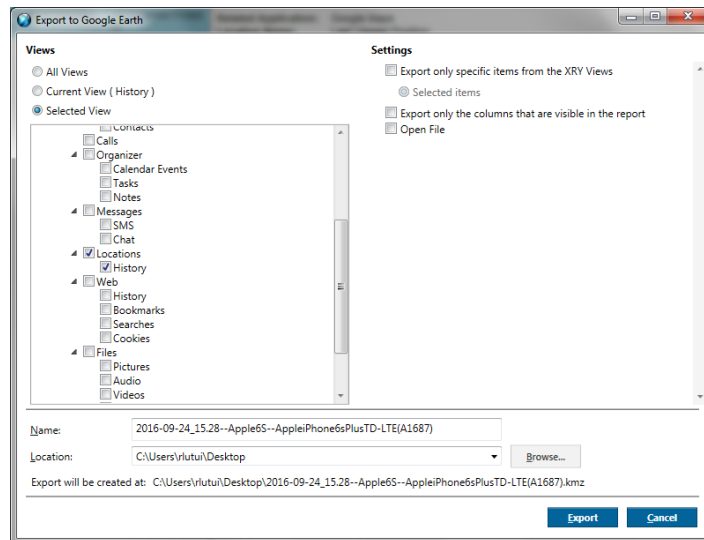 Export to Google Earth
Views
All Views
Current View ( History )
Selected View
Contacts
Calls
Organizer
Calendar Events
Tasks
Notes
Messages
SMS
Chat
Locations
History
Web
History
Bookmarks
Searches
Cookies
Files
Pictures
Audio
Videos
Settings
Export only specific items from the XRY Views
Selected items
Export only the columns that are visible in the report
Open File
Name: 2016-09-24_15.28--Apple6S--AppleiPhone6sPlusTD-LTE(A1687)
Location: C:\Users\rlutui\Desktop Browse...
Export will be created at: C:\Users\rlutui\Desktop\2016-09-24_15.28--Apple6S--AppleiPhone6sPlusTD-LTE(A1687).kmz
Export Cancel